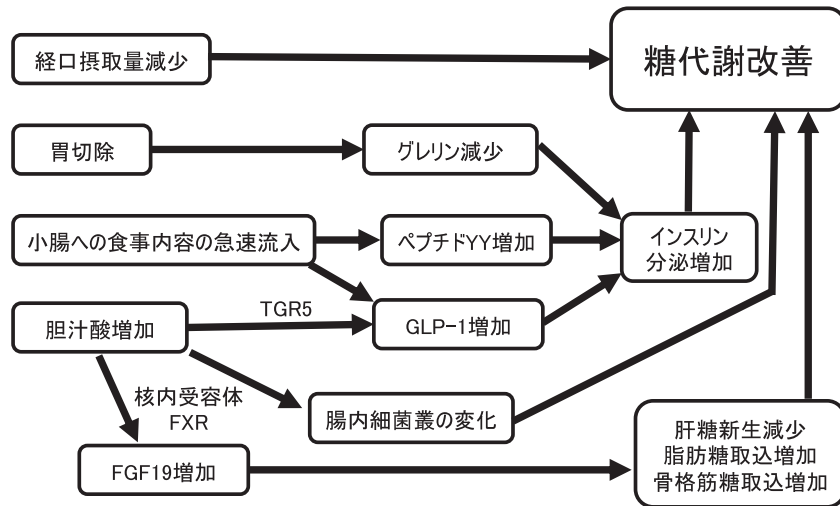 経口摂取量減少
糖代謝改善
胃切除
グレリン減少
小腸への食事内容の急速流入
ペプチドYY増加
インスリン
分泌増加
胆汁酸増加
TGR5
GLP-1増加
核内受容体
FXR
腸内細菌叢の変化
FGF19増加
肝糖新生減少
脂肪糖取込増加
骨格筋糖取込増加